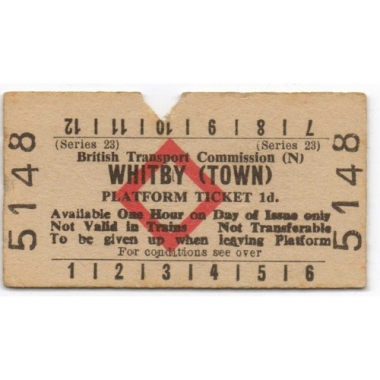 7 | 8 | 9 | 10 | 11 | 12
(Series 23) (Series 23)
British Transport Commission (N)
WHITBY (TOWN)
PLATFORM TICKET 1d.
Available One Hour on Day of Issue only
Not Valid in Trains Not Transferable
To be given up when leaving Platform
For conditions see over
1 | 2 | 3 | 4 | 5 | 6
5148
5148